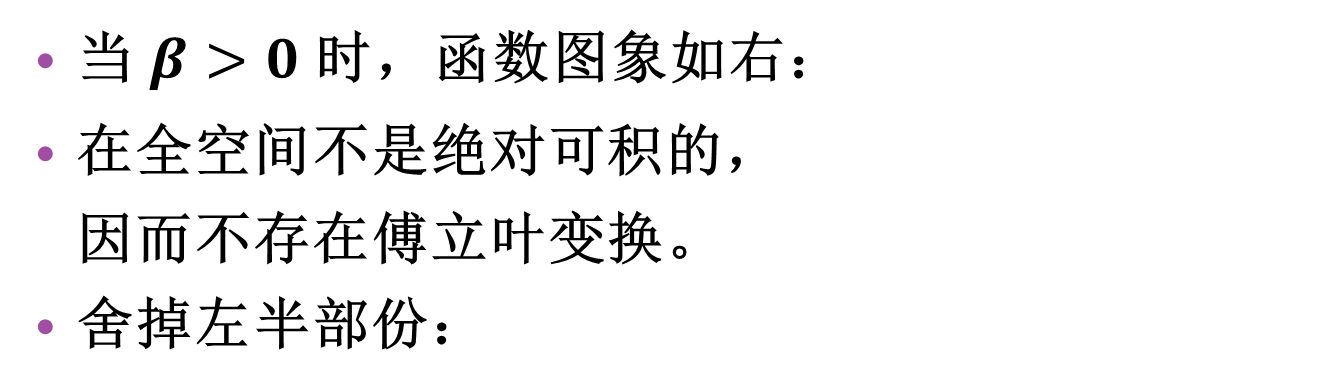 • 当 β > 0 时，函数图象如右：
• 在全空间不是绝对可积的，
因而不存在傅立叶变换。
• 舍掉左半部份：